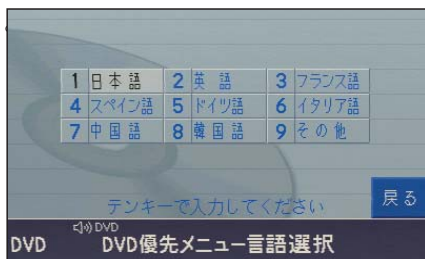 1 日本語 2 英語 3 フランス語
4 スペイン語 5 ドイツ語 6 イタリア語
7 中国語 8 韓国語 9 その他
テンキーで入力してください
戻る
DVD
DVD DVD優先メニュー言語選択